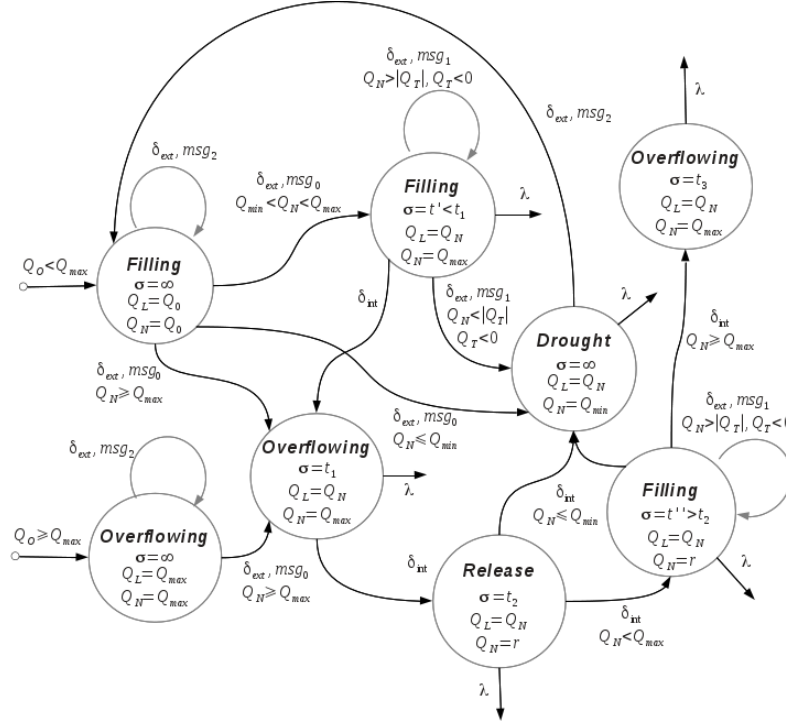 δext, msg1
QN>|QT|, QT<0
δext, msg2
λ
δext, msg2
Overflowing
σ=t3
QL=QN
QN=Qmax
δext, msg0
Qmin<QN<Qmax
Filling
σ=t'<t1
QL=QN
QN=Qmax
λ
QO<Qmax
Filling
σ=∞
QL=Q0
QN=Q0
δint
δext, msg1
QN<|QT|
QT<0
λ
δint
QN⩾Qmax
Drought
σ=∞
QL=QN
QN=Qmin
δext, msg0
QN⩾Qmax
δext, msg0
QN⩽Qmin
δext, msg1
QN>|QT|, QT<0
δext, msg2
Overflowing
σ=t1
QL=QN
QN=Qmax
λ
δint
QN⩽Qmin
Filling
σ=t''>t2
QL=QN
QN=r
λ
QO⩾Qmax
Overflowing
σ=∞
QL=Qmax
QN=Qmax
δext, msg0
QN⩾Qmax
δint
Release
σ=t2
QL=QN
QN=r
δint
QN<Qmax
λ